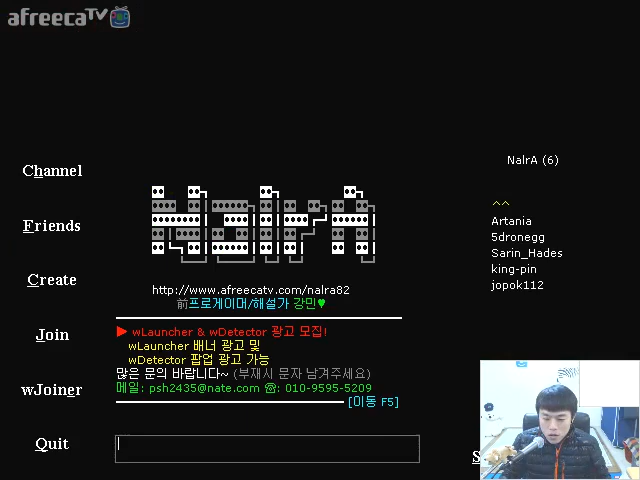 afreecaTV
NalrA (6)
Channel
^^
Artania
Friends
5dronegg
Sarin_Hades
king-pin
Create
jopok112
NalrA
http://www.afreecatv.com/nalra82
前프로게이머/해설가 강민♥
Join
▶ wLauncher & wDetector 광고 모집!
wLauncher 배너 광고 및
wDetector 팝업 광고 가능
많은 문의 바랍니다~ (부재시 문자 남겨주세요)
wJoiner
메일: psh2435@nate.com ☎: 010-9595-5209
[이동 F5]
Quit
S